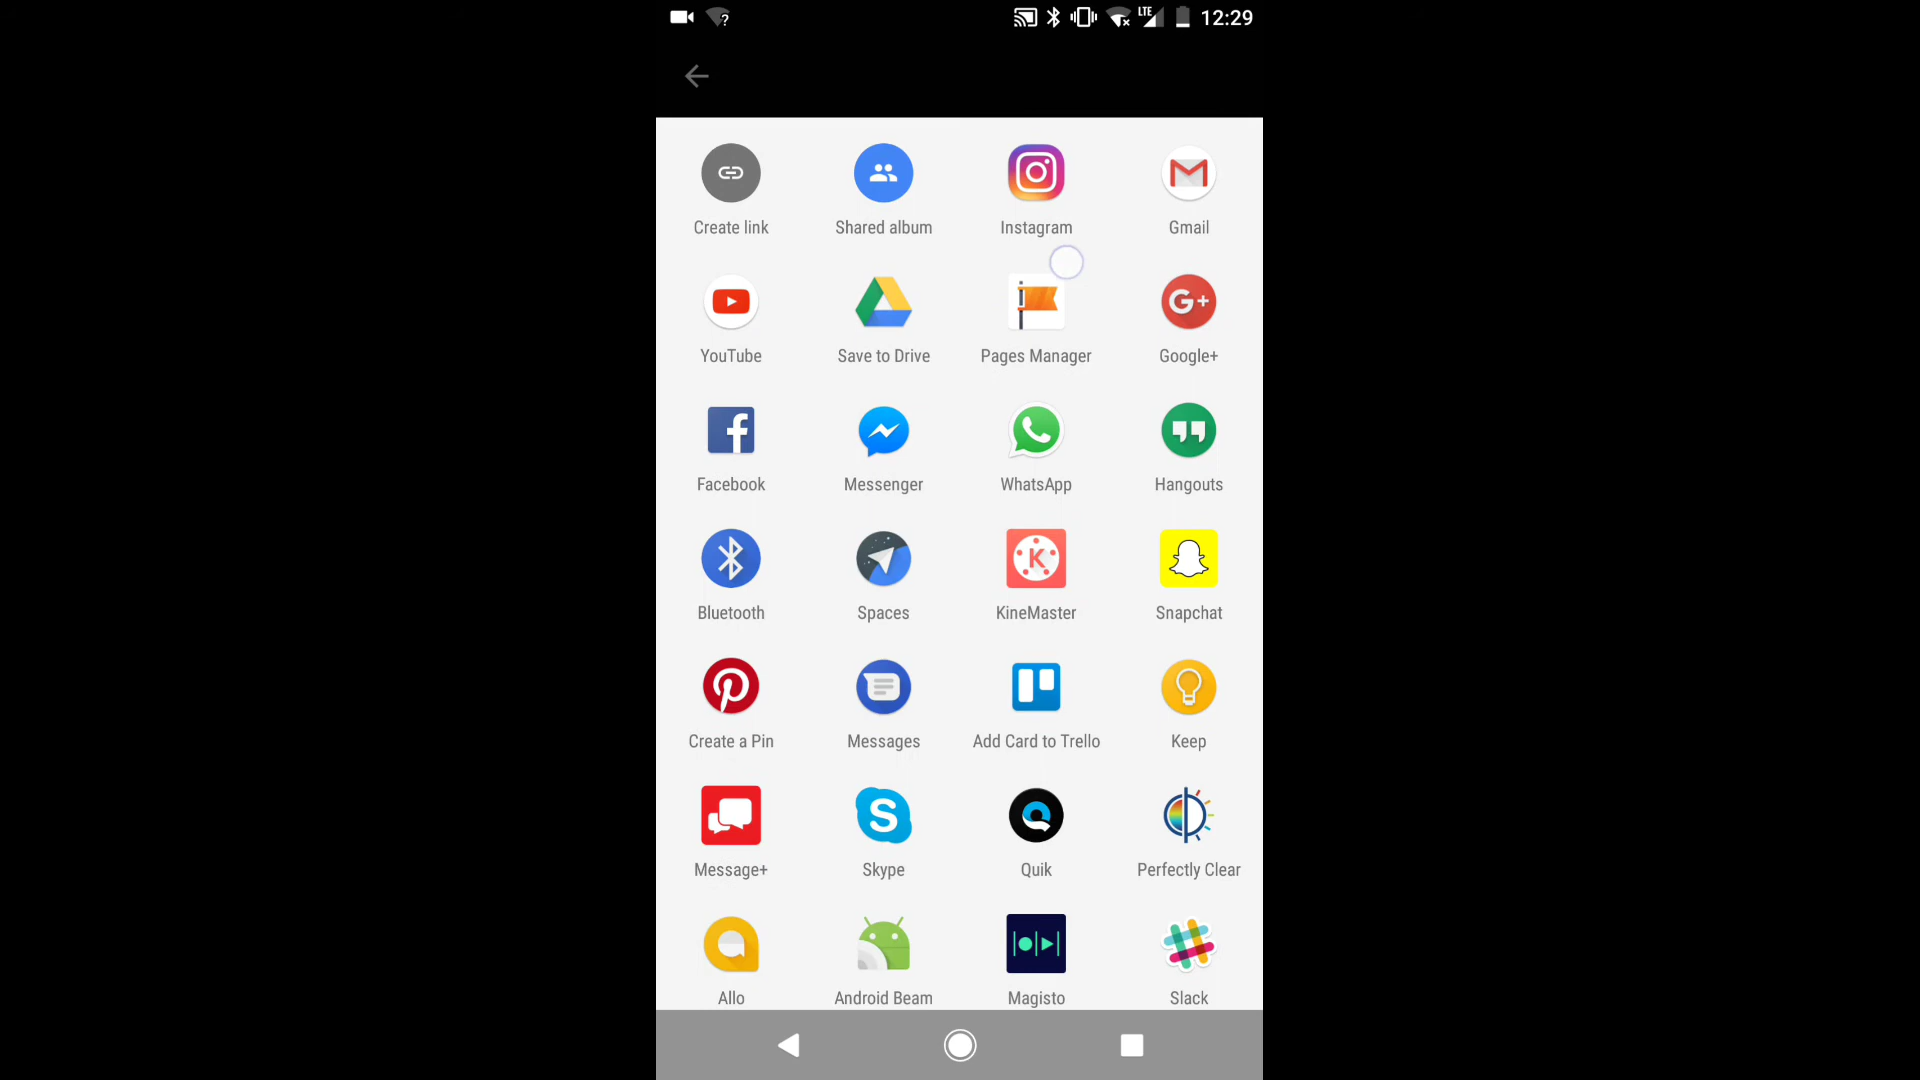 LTE 12:29
Create link Shared album Instagram Gmail
YouTube Save to Drive Pages Manager Google+
Facebook Messenger WhatsApp Hangouts
Bluetooth Spaces KineMaster Snapchat
Create a Pin Messages Add Card to Trello Keep
Message+ Skype Quik Perfectly Clear
Allo Android Beam Magisto Slack